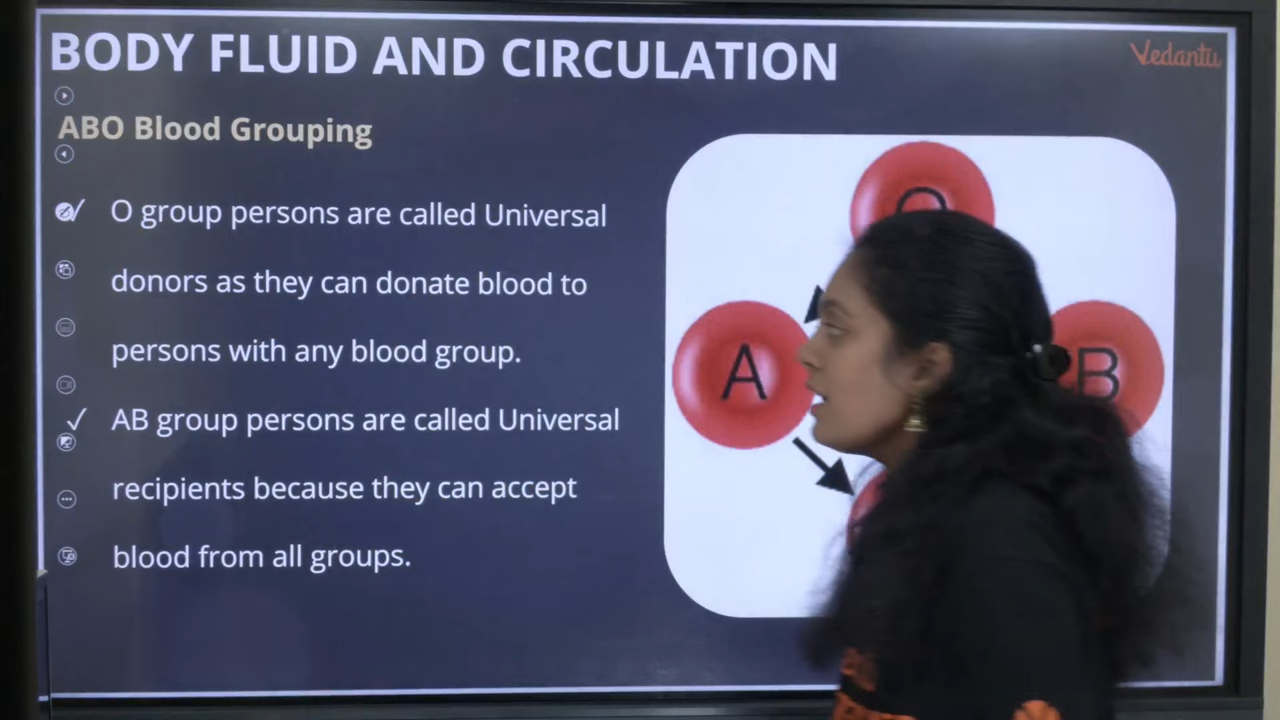 BODY FLUID AND CIRCULATION
Vedantu
ABO Blood Grouping
O group persons are called Universal
donors as they can donate blood to
persons with any blood group.
AB group persons are called Universal
recipients because they can accept
blood from all groups.
O
A
B